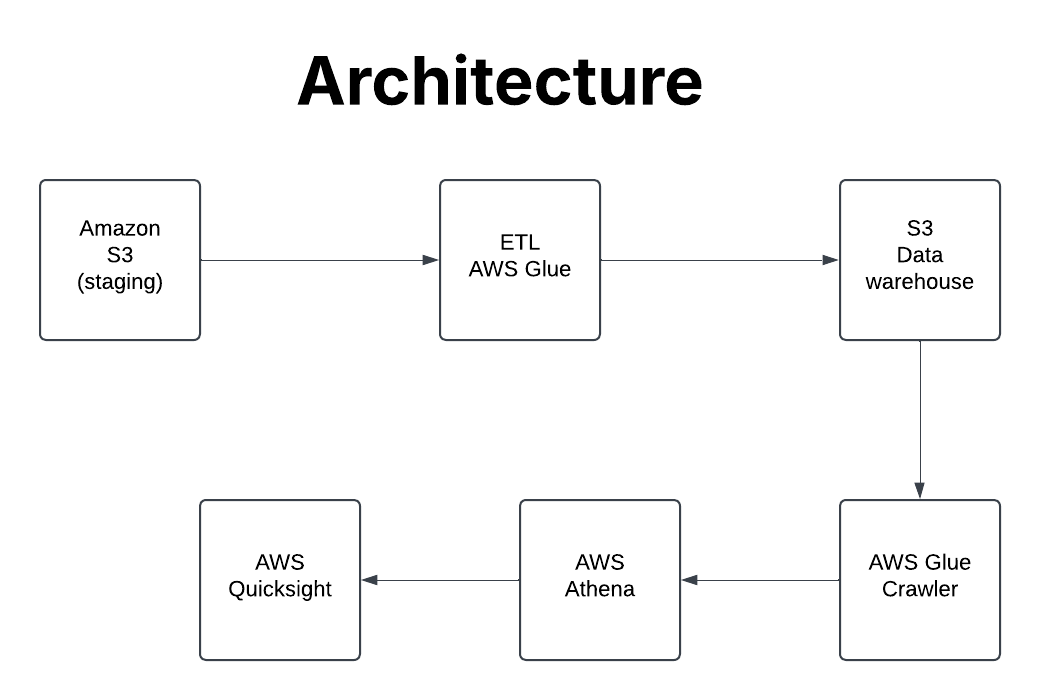 Architecture
Amazon
S3
(staging)
ETL
AWS Glue
S3
Data
warehouse
AWS
Quicksight
AWS
Athena
AWS Glue
Crawler